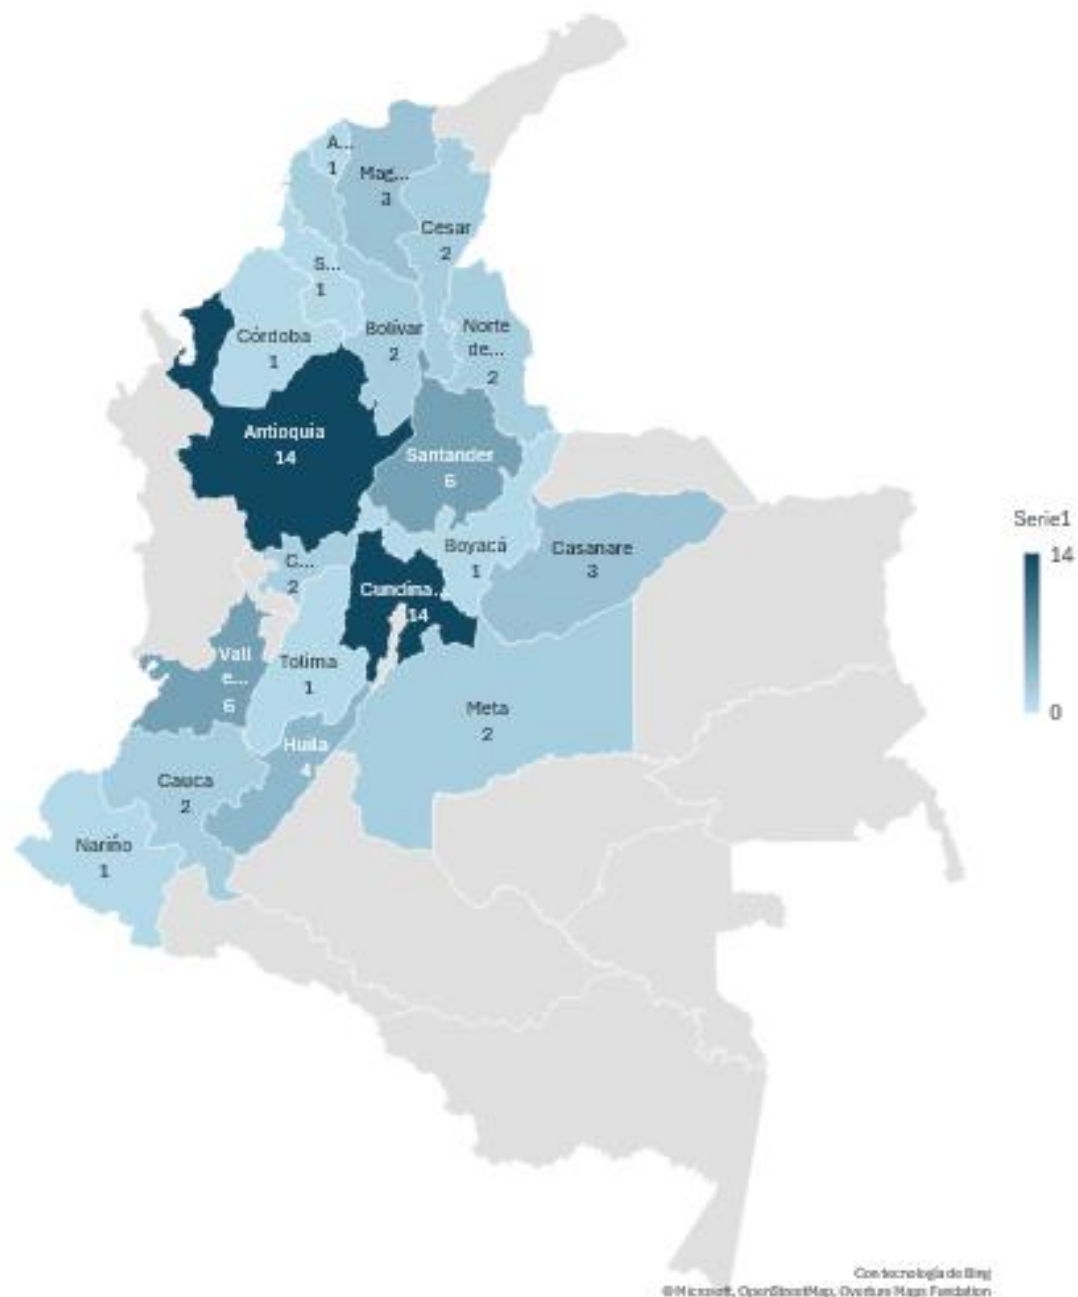 A...
1
Mag...
3
Cesar
2
S...
1
Córdoba
1
Bolívar
2
Norte
de...
2
Antioquia
14
Santander
6
Boyacá
1
Casanare
3
C...
2
Cundina...
14
Vall
e...
6
Tolima
1
Meta
2
Huila
4
Cauca
2
Nariño
1
Serie1
14
0
Con tecnología de Bing
© Microsoft, OpenStreetMap, Overture Maps Fundation